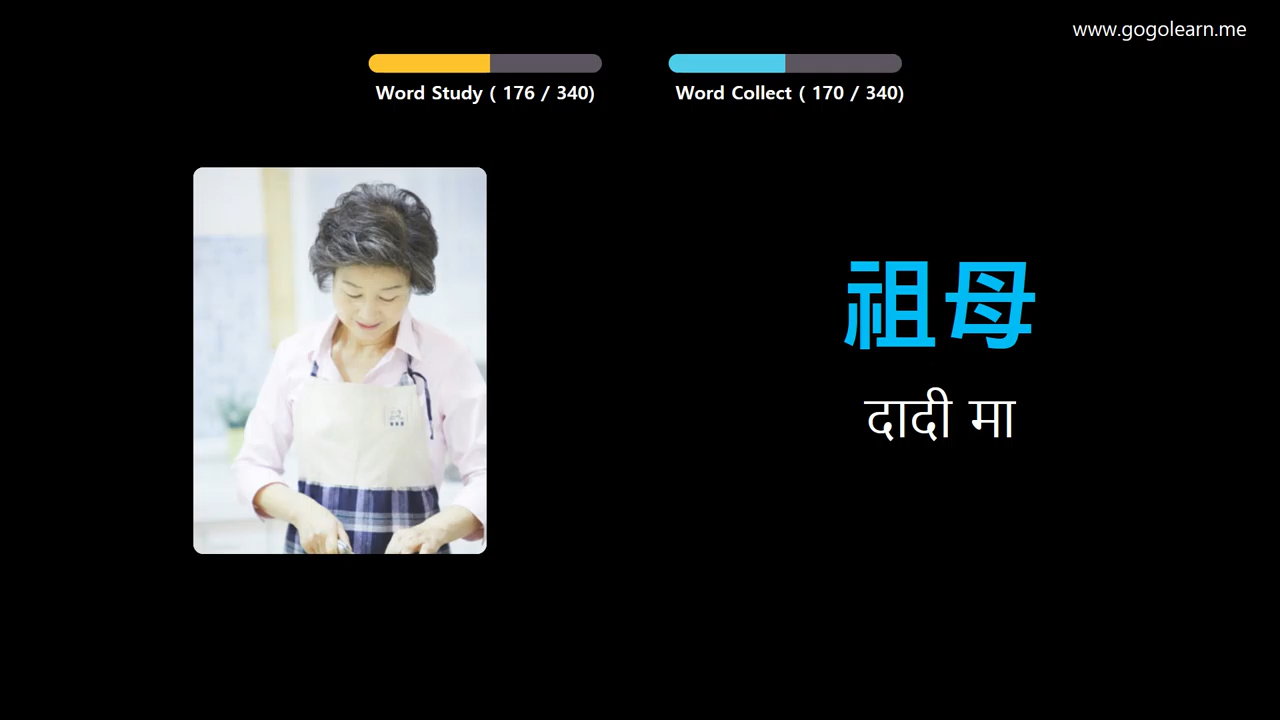 www.gogolearn.me
Word Study ( 176 / 340)
Word Collect ( 170 / 340)
祖母
दादी मा